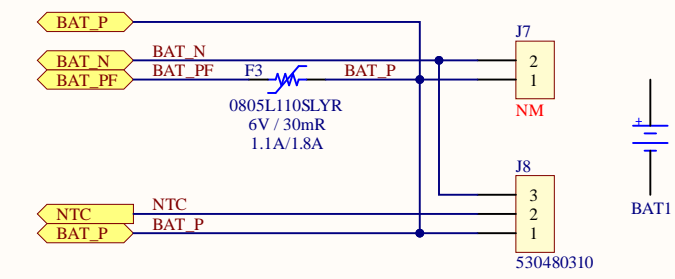 BAT_P
BAT_N
BAT_N
BAT_PF
BAT_PF
F3
BAT_P
0805L110SLYR
6V / 30mR
1.1A/1.8A
J7
2
1
NM
+
BAT1
J8
3
2
1
530480310
NTC
NTC
BAT_P
BAT_P